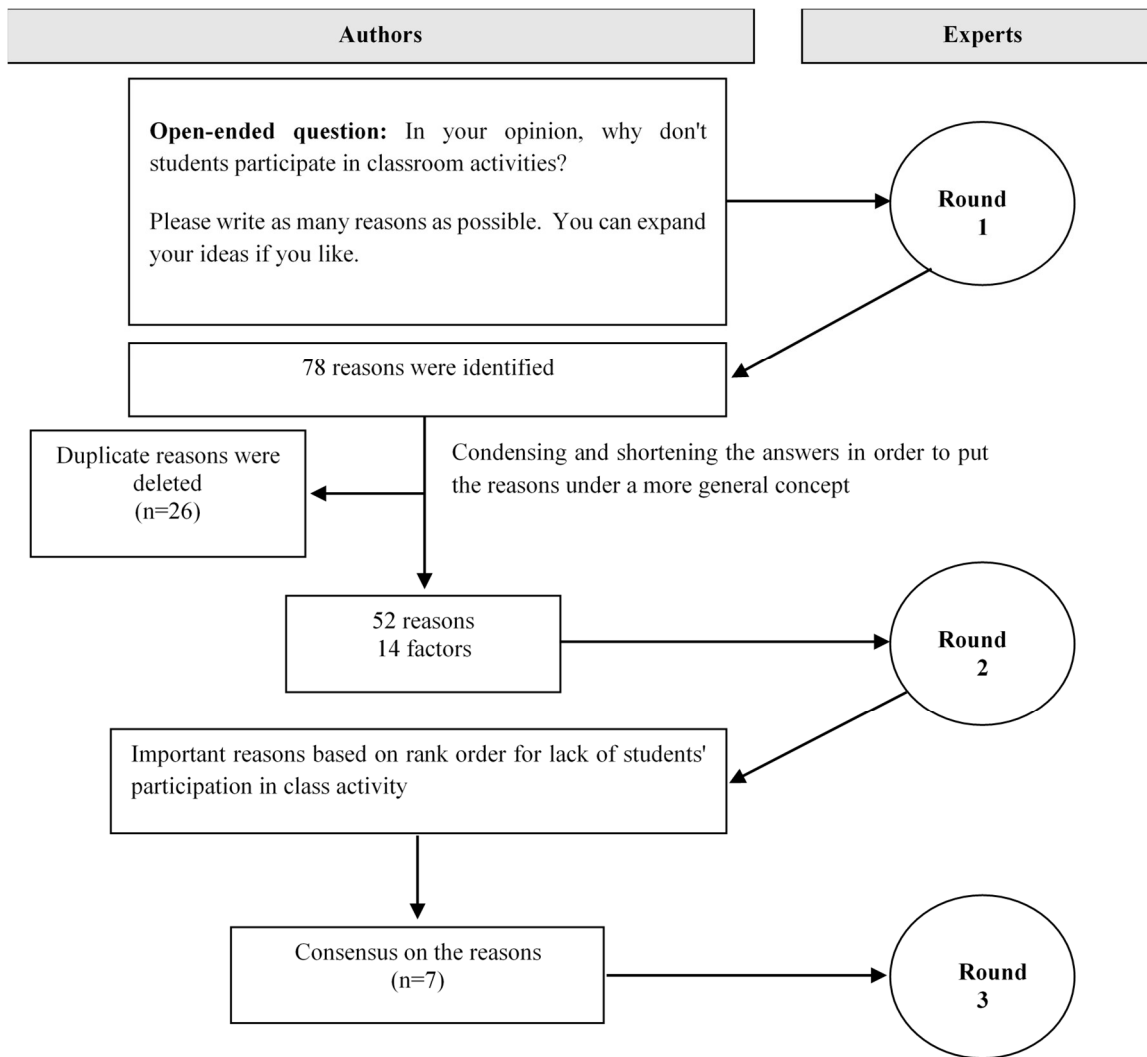 Authors
Experts
Open-ended question: In your opinion, why don't
students participate in classroom activities?
Please write as many reasons as possible. You can expand
your ideas if you like.
Round
1
78 reasons were identified
Duplicate reasons were
deleted
(n=26)
Condensing and shortening the answers in order to put
the reasons under a more general concept
52 reasons
14 factors
Round
2
Important reasons based on rank order for lack of students'
participation in class activity
Consensus on the reasons
(n=7)
Round
3